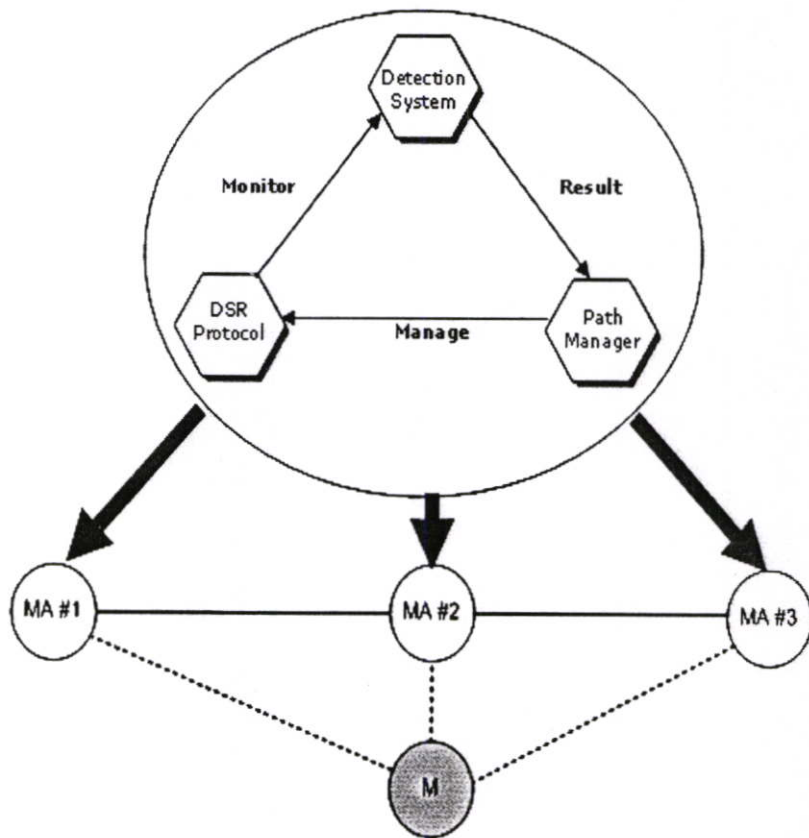 Detection
System
Monitor
Result
DSR
Protocol
Path
Manager
Manage
MA #1
MA #2
MA #3
M